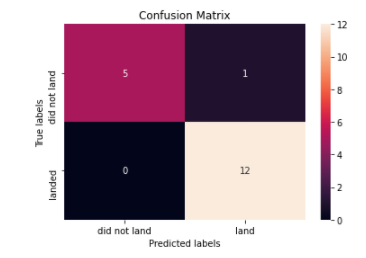 Confusion Matrix
True labels
did not land
landed
5
1
0
12
did not land
land
Predicted labels
12
10
8
6
4
2
0